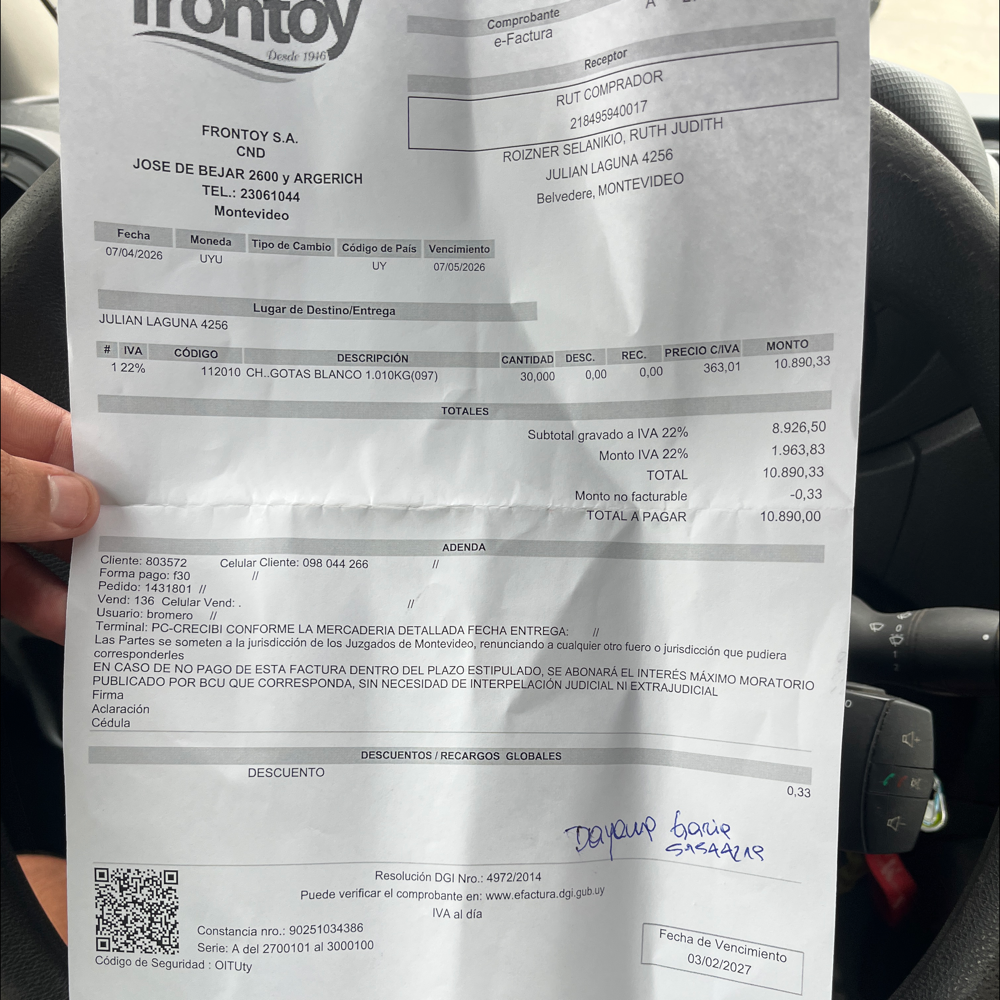 frontoy
Desde 1946
Comprobante
e-Factura
A
Receptor
RUT COMPRADOR
218495940017
ROIZNER SELANIKIO, RUTH JUDITH
JULIAN LAGUNA 4256
Belvedere, MONTEVIDEO
FRONTOY S.A.
CND
JOSE DE BEJAR 2600 y ARGERICH
TEL.: 23061044
Montevideo
Fecha Moneda Tipo de Cambio Código de País Vencimiento
07/04/2026 UYU UY 07/05/2026
Lugar de Destino/Entrega
JULIAN LAGUNA 4256
# IVA CÓDIGO DESCRIPCIÓN CANTIDAD DESC. REC. PRECIO C/IVA MONTO
1 22% 112010 CH..GOTAS BLANCO 1.010KG(097) 30,000 0,00 0,00 363,01 10.890,33
TOTALES
Subtotal gravado a IVA 22% 8.926,50
Monto IVA 22% 1.963,83
TOTAL 10.890,33
Monto no facturable -0,33
TOTAL A PAGAR 10.890,00
ADENDA
Cliente: 803572 Celular Cliente: 098 044 266 //
Forma pago: f30 //
Pedido: 1431801 //
Vend: 136 Celular Vend: . //
Usuario: bromero //
Terminal: PC-CRECIBI CONFORME LA MERCADERIA DETALLADA FECHA ENTREGA: //
Las Partes se someten a la jurisdicción de los Juzgados de Montevideo, renunciando a cualquier otro fuero o jurisdicción que pudiera
corresponderles
EN CASO DE NO PAGO DE ESTA FACTURA DENTRO DEL PLAZO ESTIPULADO, SE ABONARÁ EL INTERÉS MÁXIMO MORATORIO
PUBLICADO POR BCU QUE CORRESPONDA, SIN NECESIDAD DE INTERPELACIÓN JUDICIAL NI EXTRAJUDICIAL
Firma
Aclaración
Cédula
DESCUENTOS / RECARGOS GLOBALES
DESCUENTO 0,33
Resolución DGI Nro.: 4972/2014
Puede verificar el comprobante en: www.efactura.dgi.gub.uy
IVA al día
Constancia nro.: 90251034386
Serie: A del 2700101 al 3000100
Código de Seguridad : OITUty
Fecha de Vencimiento
03/02/2027